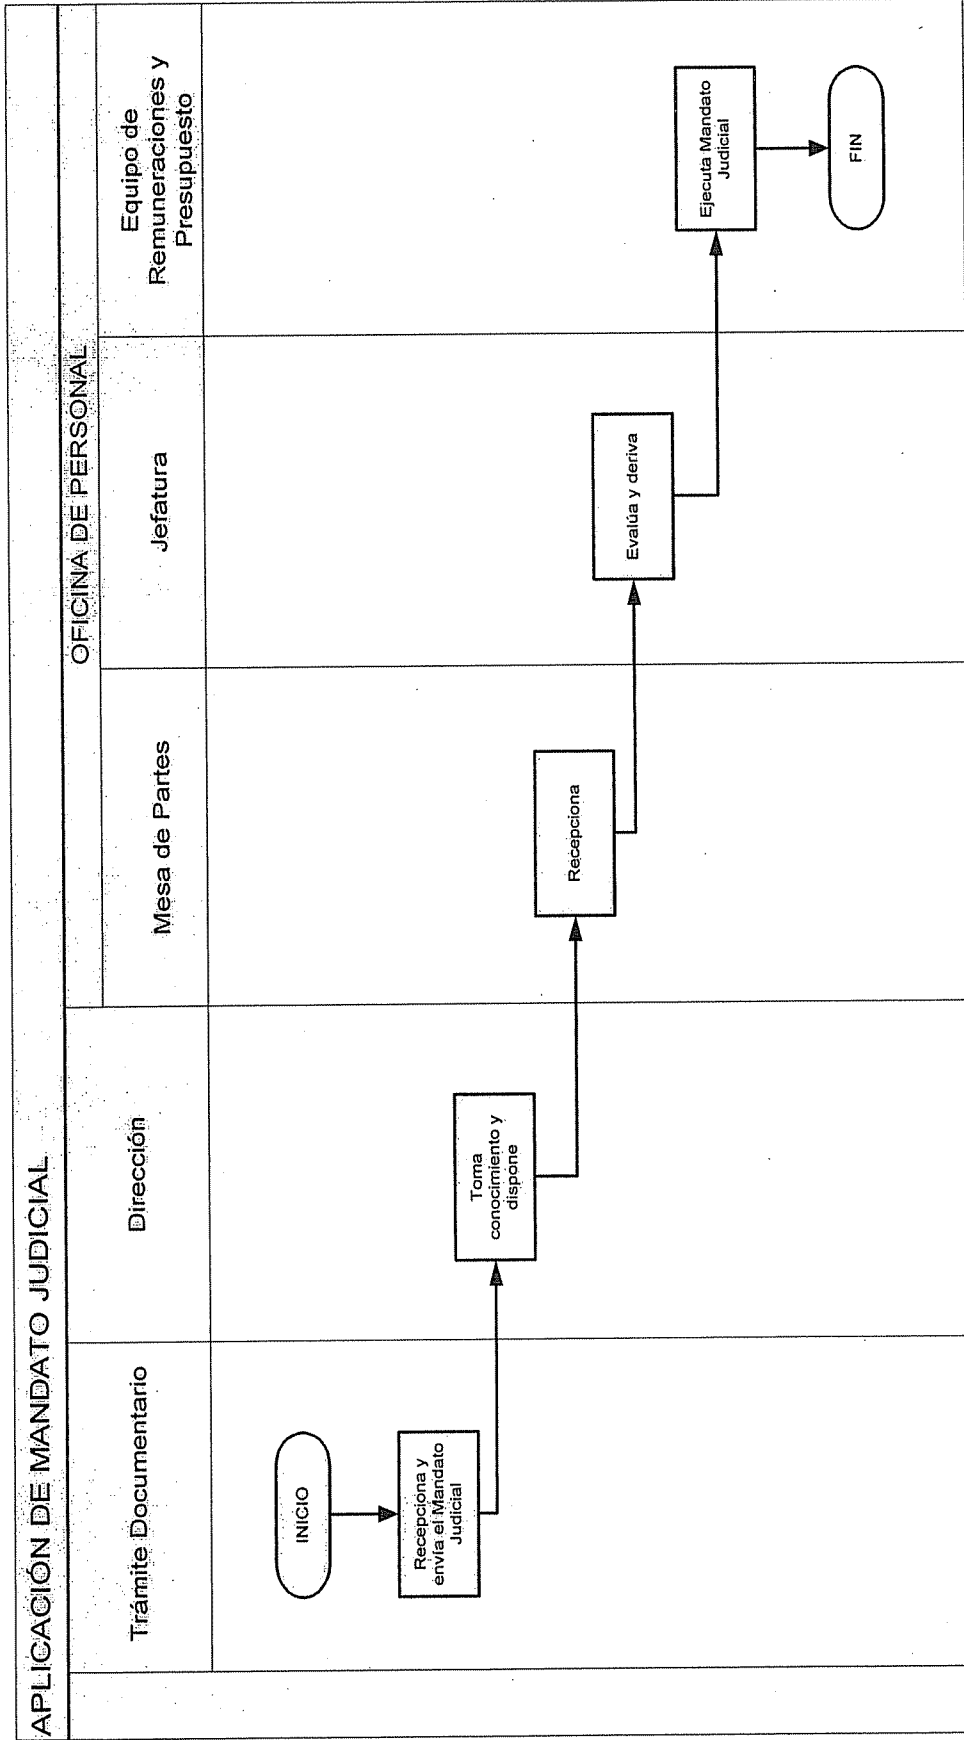 APLICACIÓN DE MANDATO JUDICIAL
OFICINA DE PERSONAL
Trámite Documentario
Dirección
Mesa de Partes
Jefatura
Equipo de
Remuneraciones y
Presupuesto
INICIO
Recepciona y
envía el Mandato
Judicial
Toma
conocimiento y
dispone
Recepciona
Evalúa y deriva
Ejecuta Mandato
Judicial
FIN